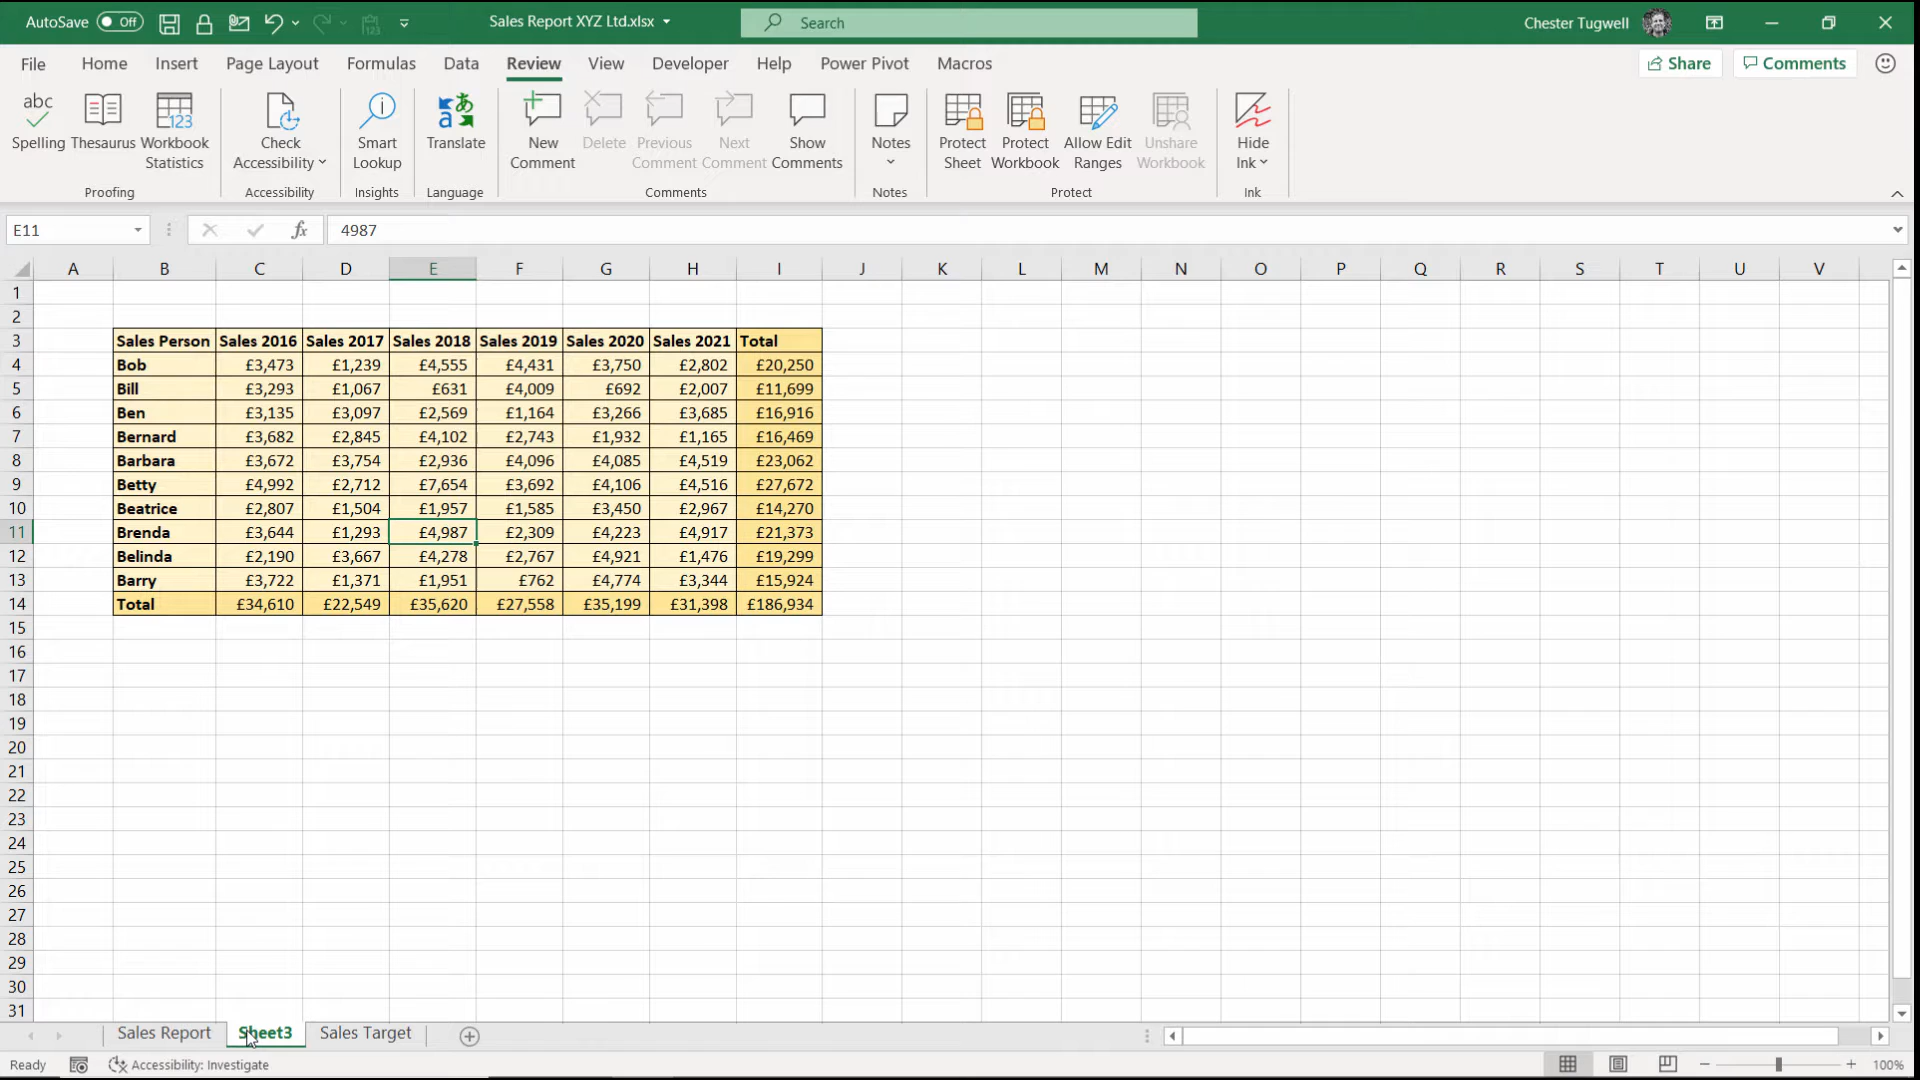 AutoSave Off Sales Report XYZ Ltd.xlsx Search Chester Tugwell
File Home Insert Page Layout Formulas Data Review View Developer Help Power Pivot Macros Share Comments
abc 123
Spelling Thesaurus Workbook Statistics Check Accessibility Smart Lookup Translate New Comment Delete Previous Comment Next Comment Show Comments Notes Protect Sheet Protect Workbook Allow Edit Ranges Unshare Workbook Hide Ink
Proofing Accessibility Insights Language Comments Notes Protect Ink
E11 fx 4987
A B C D E F G H I J K L M N O P Q R S T U V
1
2
3 Sales Person Sales 2016 Sales 2017 Sales 2018 Sales 2019 Sales 2020 Sales 2021 Total
4 Bob £3,473 £1,239 £4,555 £4,431 £3,750 £2,802 £20,250
5 Bill £3,293 £1,067 £631 £4,009 £692 £2,007 £11,699
6 Ben £3,135 £3,097 £2,569 £1,164 £3,266 £3,685 £16,916
7 Bernard £3,682 £2,845 £4,102 £2,743 £1,932 £1,165 £16,469
8 Barbara £3,672 £3,754 £2,936 £4,096 £4,085 £4,519 £23,062
9 Betty £4,992 £2,712 £7,654 £3,692 £4,106 £4,516 £27,672
10 Beatrice £2,807 £1,504 £1,957 £1,585 £3,450 £2,967 £14,270
11 Brenda £3,644 £1,293 £4,987 £2,309 £4,223 £4,917 £21,373
12 Belinda £2,190 £3,667 £4,278 £2,767 £4,921 £1,476 £19,299
13 Barry £3,722 £1,371 £1,951 £762 £4,774 £3,344 £15,924
14 Total £34,610 £22,549 £35,620 £27,558 £35,199 £31,398 £186,934
15
16
17
18
19
20
21
22
23
24
25
26
27
28
29
30
31
Sales Report Sheet3 Sales Target
Ready Accessibility: Investigate 100%